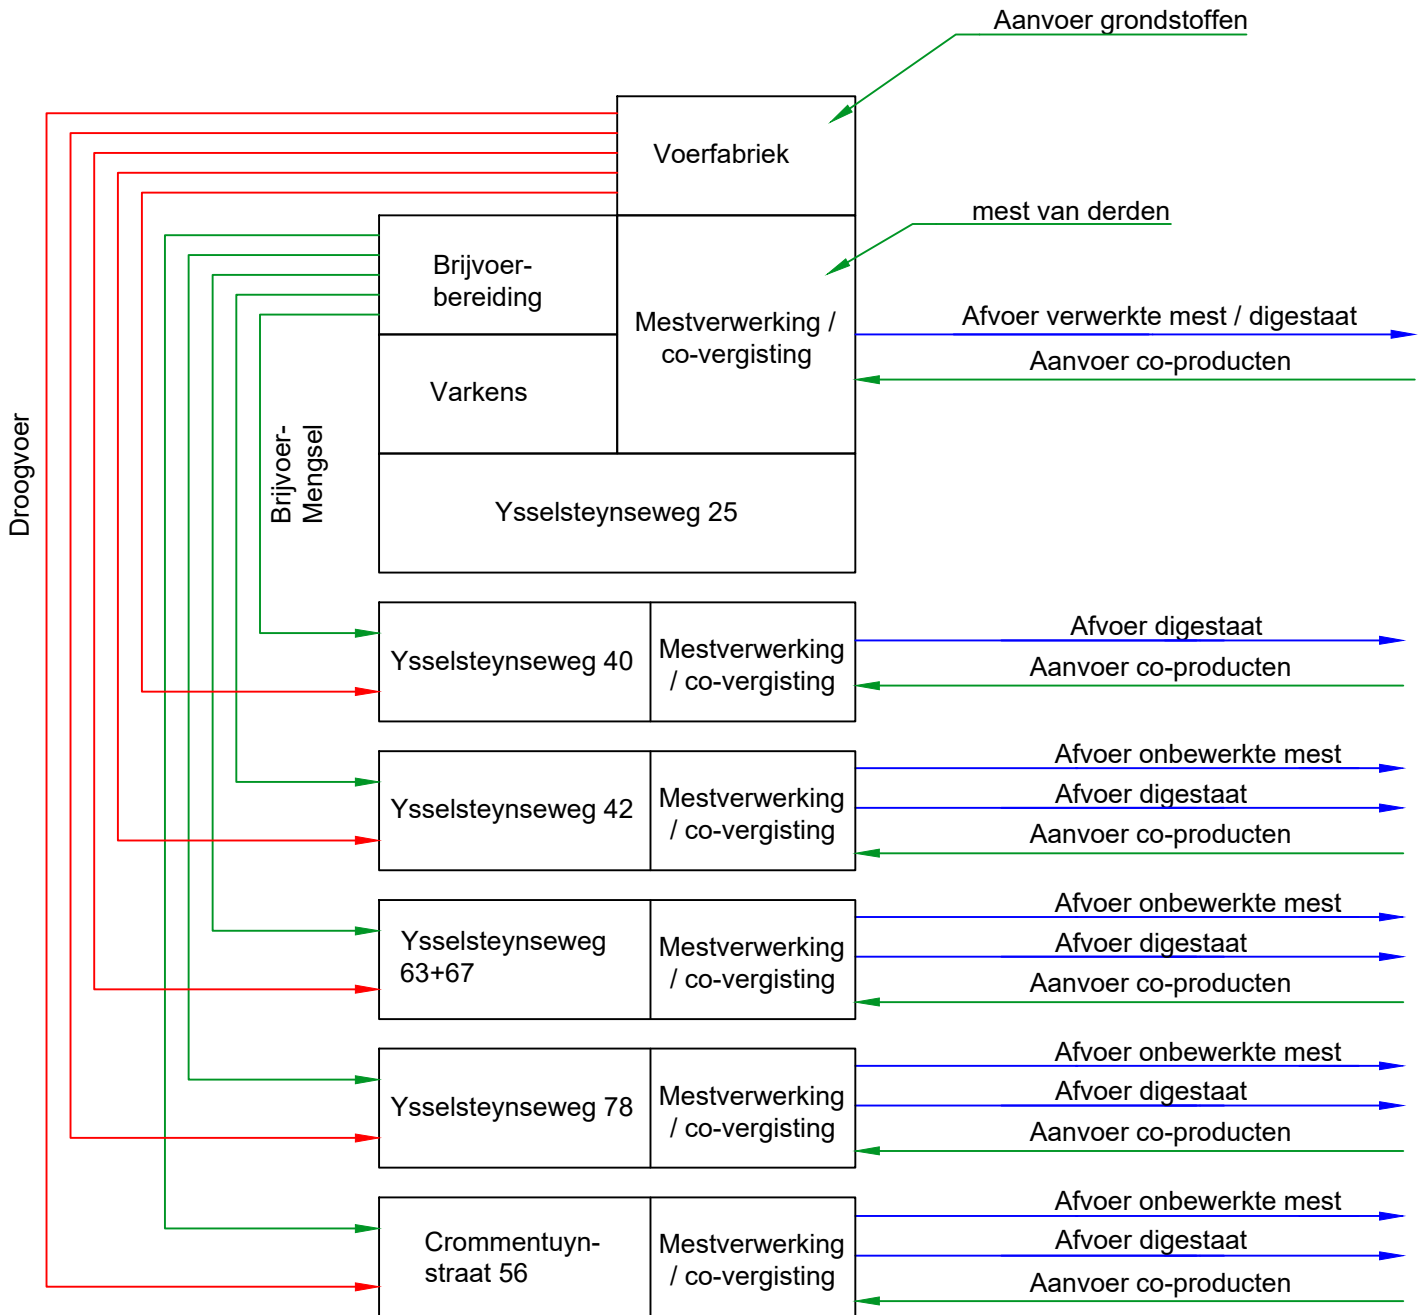 Aanvoer grondstoffen
Voerfabriek
mest van derden
Brijvoer-
bereiding
Mestverwerking /
co-vergisting
Afvoer verwerkte mest / digestaat
Aanvoer co-producten
Varkens
Droogvoer
Brijvoer-
Mengsel
Ysselsteynseweg 25
Ysselsteynseweg 40
Mestverwerking
/ co-vergisting
Afvoer digestaat
Aanvoer co-producten
Ysselsteynseweg 42
Mestverwerking
/ co-vergisting
Afvoer onbewerkte mest
Afvoer digestaat
Aanvoer co-producten
Ysselsteynseweg
63+67
Mestverwerking
/ co-vergisting
Afvoer onbewerkte mest
Afvoer digestaat
Aanvoer co-producten
Ysselsteynseweg 78
Mestverwerking
/ co-vergisting
Afvoer onbewerkte mest
Afvoer digestaat
Aanvoer co-producten
Crommentuyn-
straat 56
Mestverwerking
/ co-vergisting
Afvoer onbewerkte mest
Afvoer digestaat
Aanvoer co-producten